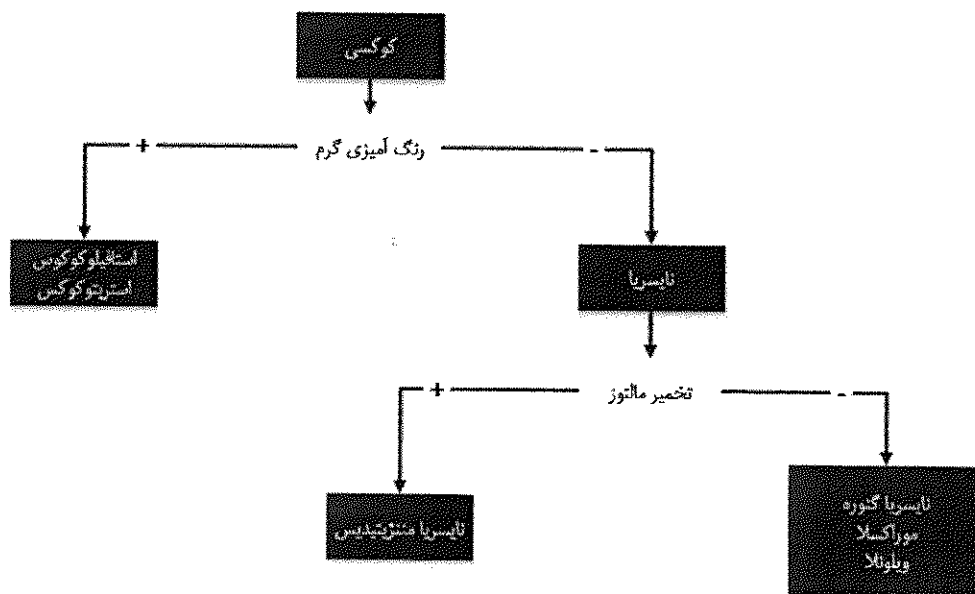 کوکسی
+ رنگ آمیزی گرم -
استافیلوکوکوس
استرپتوکوکس
نایسریا
+ تخمیر مالتوز -
نایسریا مننژیتیدیس
نایسریا گنوره
موراکسلا
ویلونلا